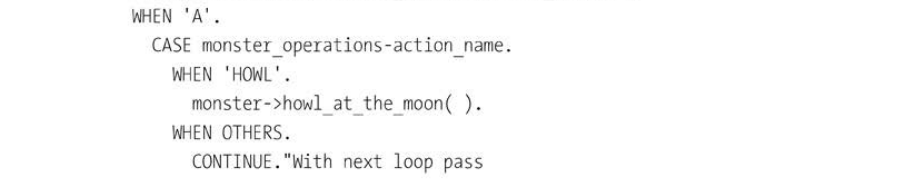 WHEN 'A'.
CASE monster_operations-action_name.
WHEN 'HOWL'.
monster->howl_at_the_moon( ).
WHEN OTHERS.
CONTINUE."With next loop pass